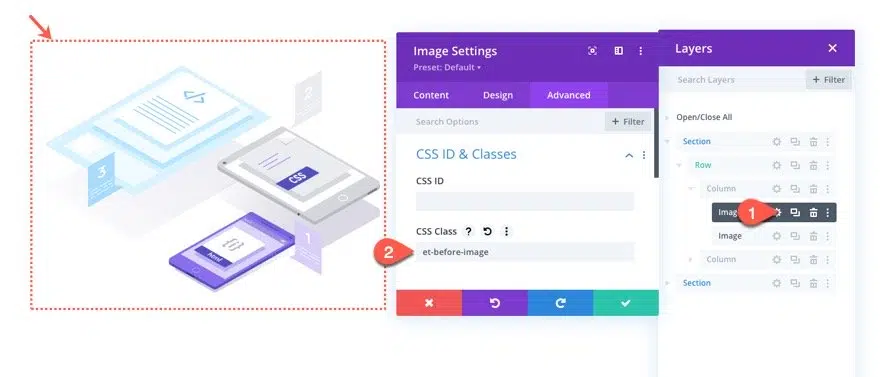 2
CSS
3
1
html
Image Settings
Preset: Default
Content
Design
Advanced
Search Options
+ Filter
CSS ID & Classes
CSS ID
CSS Class ?
2
et-before-image
Layers
Search Layers
+ Filter
Open/Close All
Section
Row
Column
Image
1
Image
Column
Section